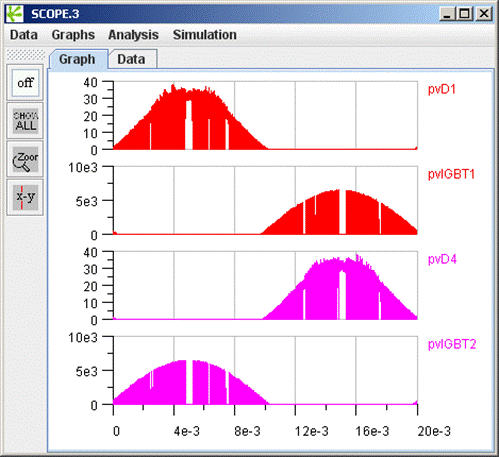 SCOPE.3
Data Graphs Analysis Simulation
Graph Data
off
SHOW
ALL
Zoor
x-y
40
30
20
10
0
pvD1
10e3
5e3
0
pvIGBT1
40
30
20
10
0
pvD4
10e3
5e3
0
pvIGBT2
0 4e-3 8e-3 12e-3 16e-3 20e-3